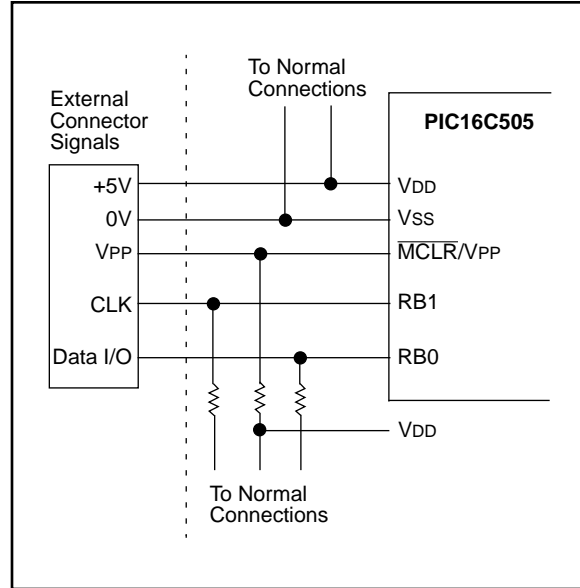 To Normal
Connections
External
Connector
Signals
PIC16C505
+5V
VDD
0V
VSS
VPP
MCLR/VPP
CLK
RB1
Data I/O
RB0
VDD
To Normal
Connections